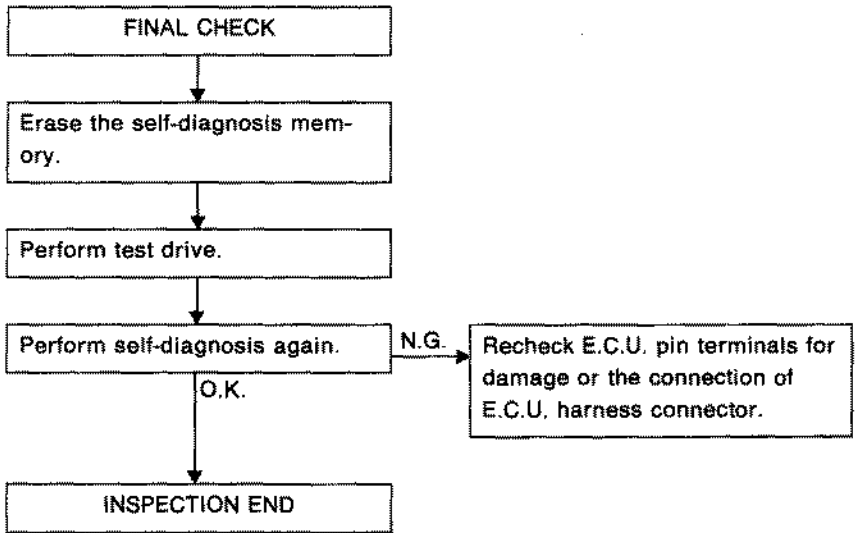 FINAL CHECK
Erase the self-diagnosis mem-
ory.
Perform test drive.
Perform self-diagnosis again.
N.G.
Recheck E.C.U. pin terminals for
damage or the connection of
E.C.U. harness connector.
O.K.
INSPECTION END